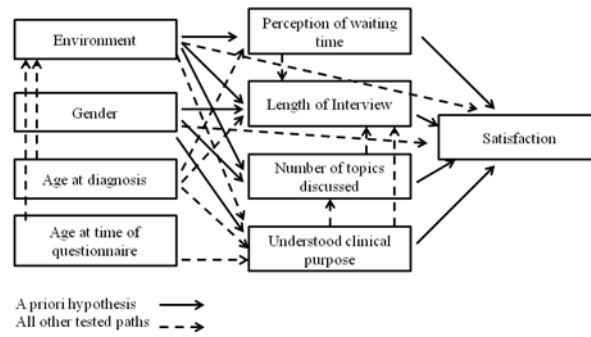 Environment
Gender
Age at diagnosis
Age at time of
questionnaire
Perception of waiting
time
Length of Interview
Number of topics
discussed
Understood clinical
purpose
Satisfaction
A priori hypothesis
All other tested paths